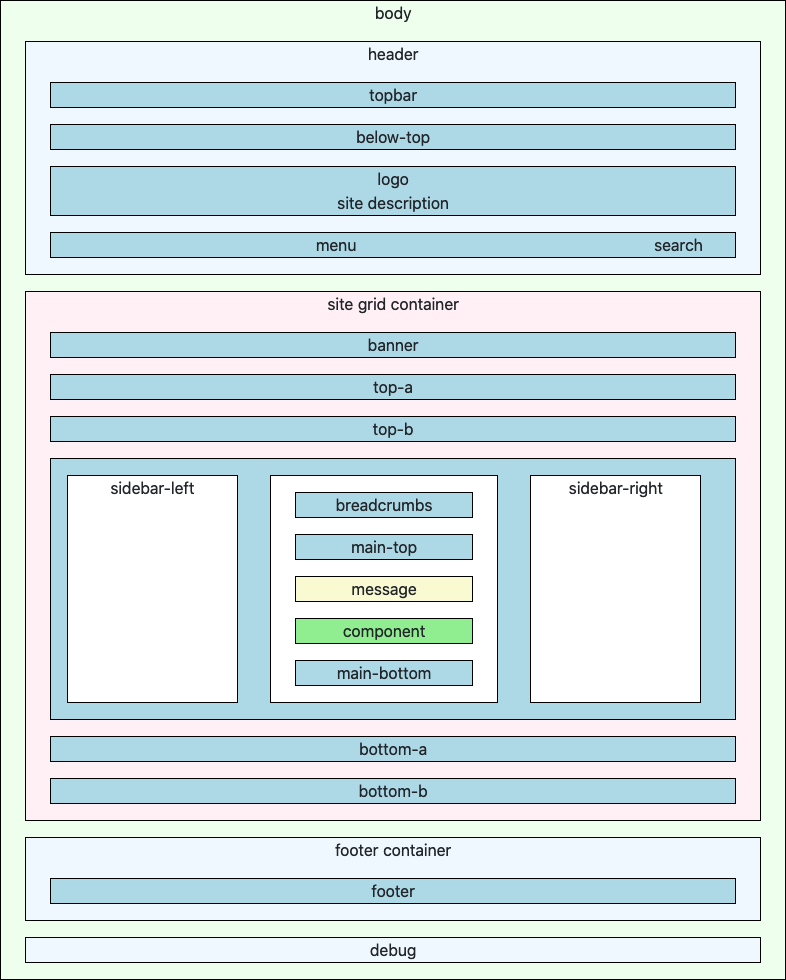 body
header
topbar
below-top
logo
site description
menu search
site grid container
banner
top-a
top-b
sidebar-left
breadcrumbs
main-top
message
component
main-bottom
sidebar-right
bottom-a
bottom-b
footer container
footer
debug